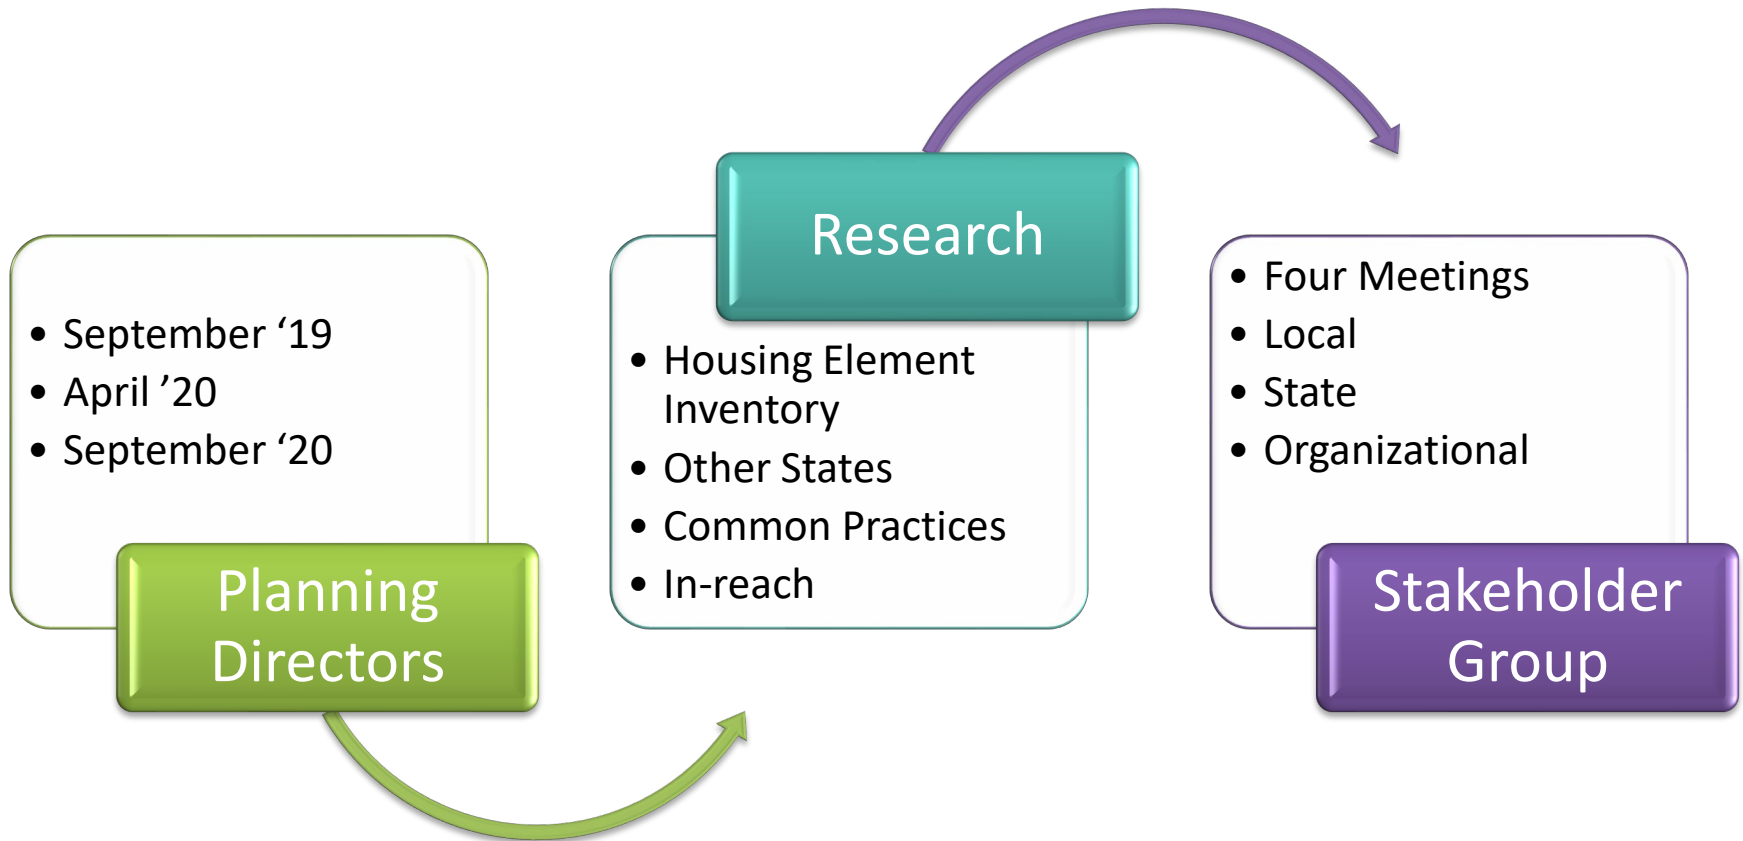 • September ‘19
• April ’20
• September ‘20
Planning
Directors
Research
• Housing Element
Inventory
• Other States
• Common Practices
• In-reach
• Four Meetings
• Local
• State
• Organizational
Stakeholder
Group